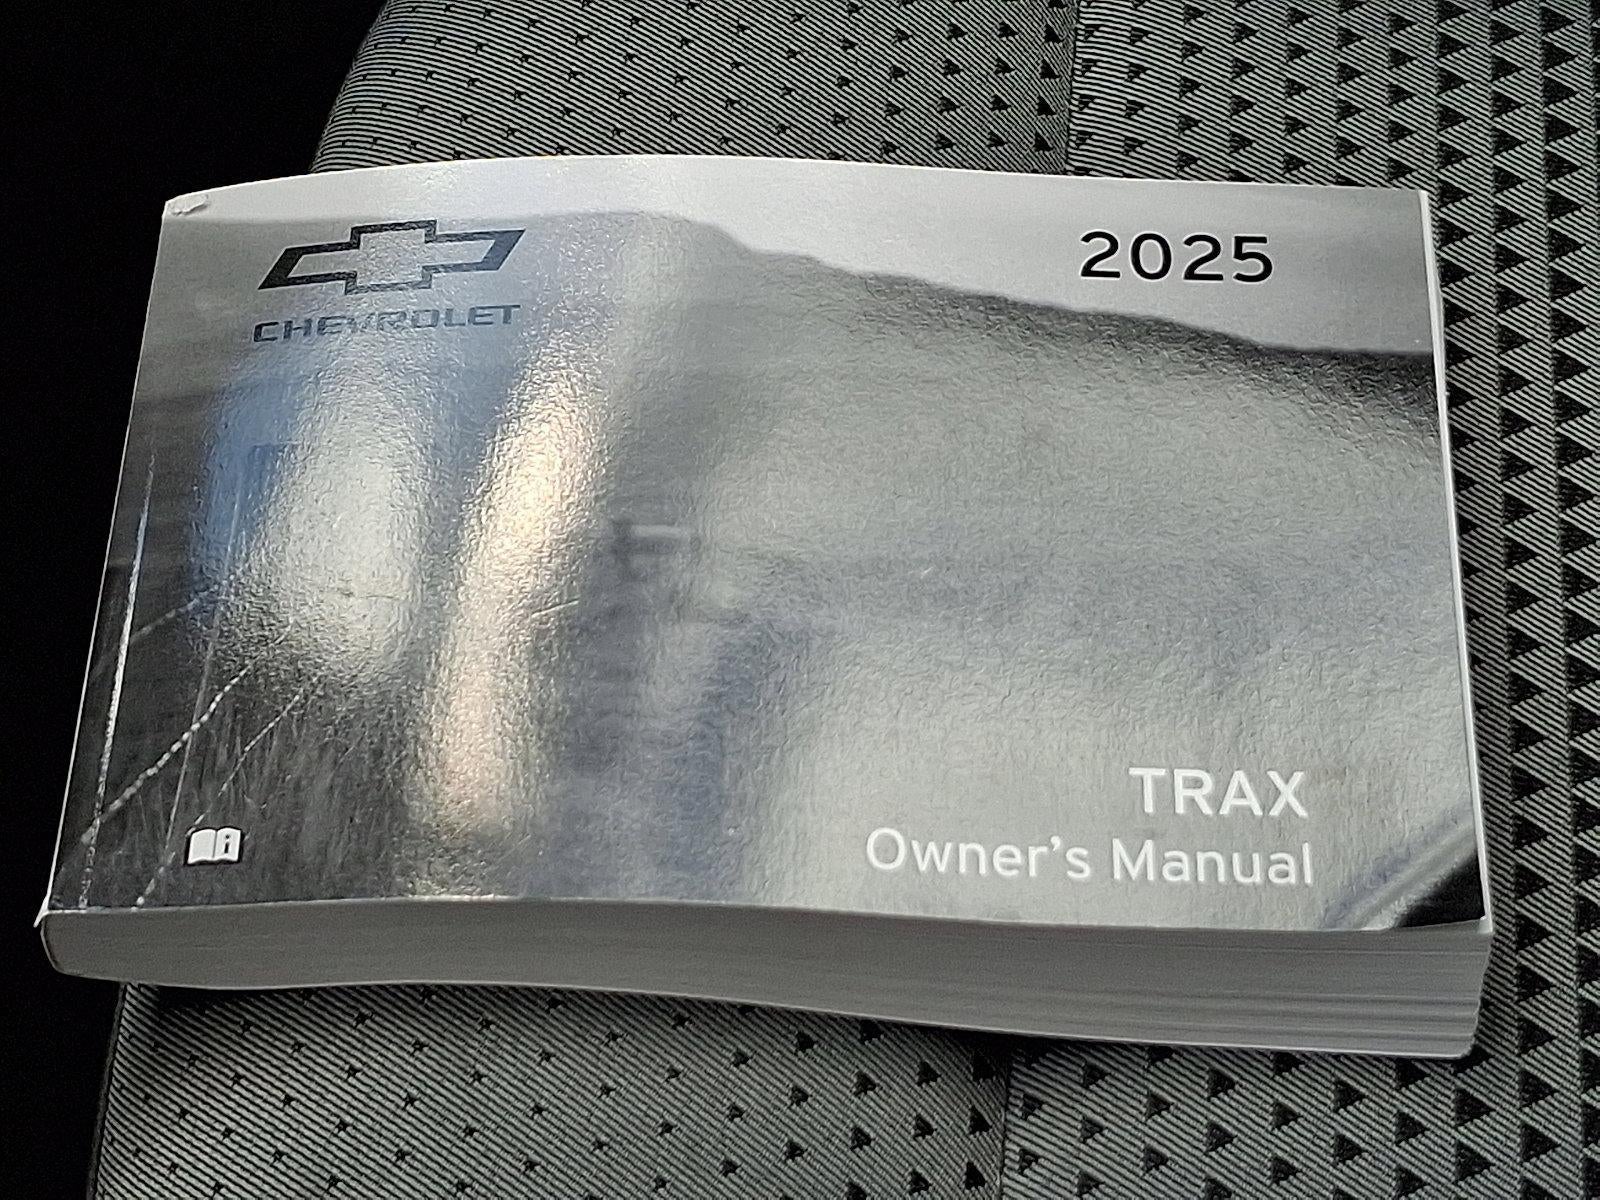 CHEVROLET
2025
TRAX
Owner's Manual